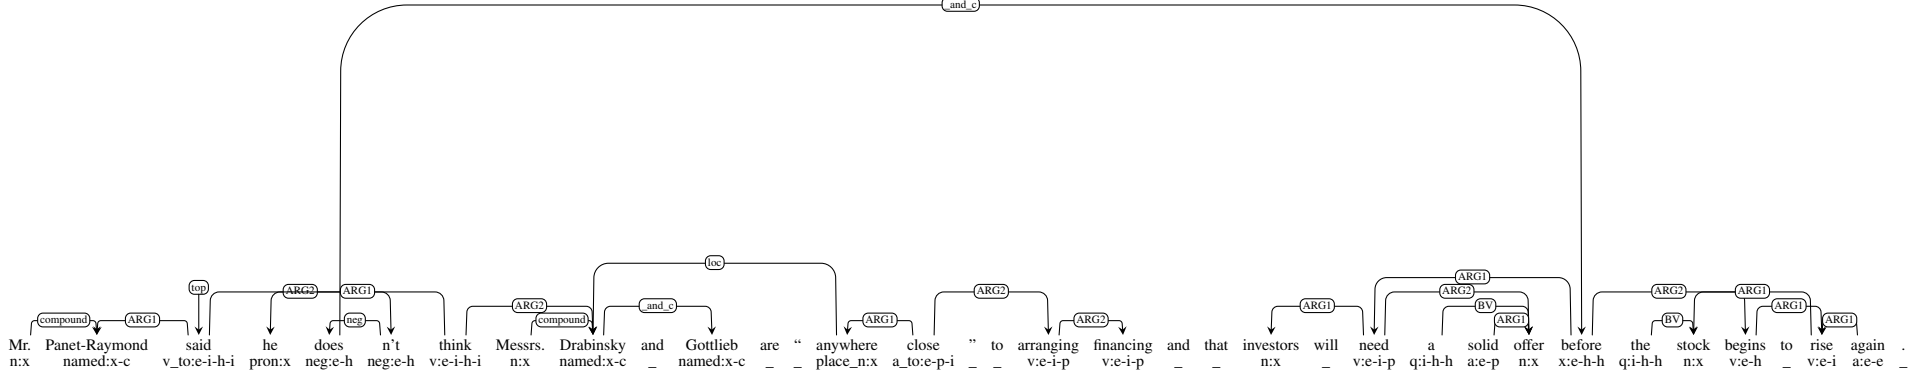 _and_c
loc
top ARG2 ARG1 ARG2 ARG1 ARG2 ARG2 ARG1
compound ARG1 neg ARG2 compound _and_c ARG1 ARG2 ARG1 BV ARG1 BV ARG1 ARG1
Mr. Panet-Raymond said he does n't think Messrs. Drabinsky and Gottlieb are “ anywhere close ” to arranging financing and that investors will need a solid offer before the stock begins to rise again .
n:x named:x-c v_to:e-i-h-i pron:x neg:e-h neg:e-h v:e-i-h-i n:x named:x-c _ named:x-c _ _ place_n:x a_to:e-p-i _ _ v:e-i-p v:e-i-p _ _ n:x _ v:e-i-p q:i-h-h a:e-p n:x x:e-h-h q:i-h-h n:x v:e-h _ v:e-i a:e-e _